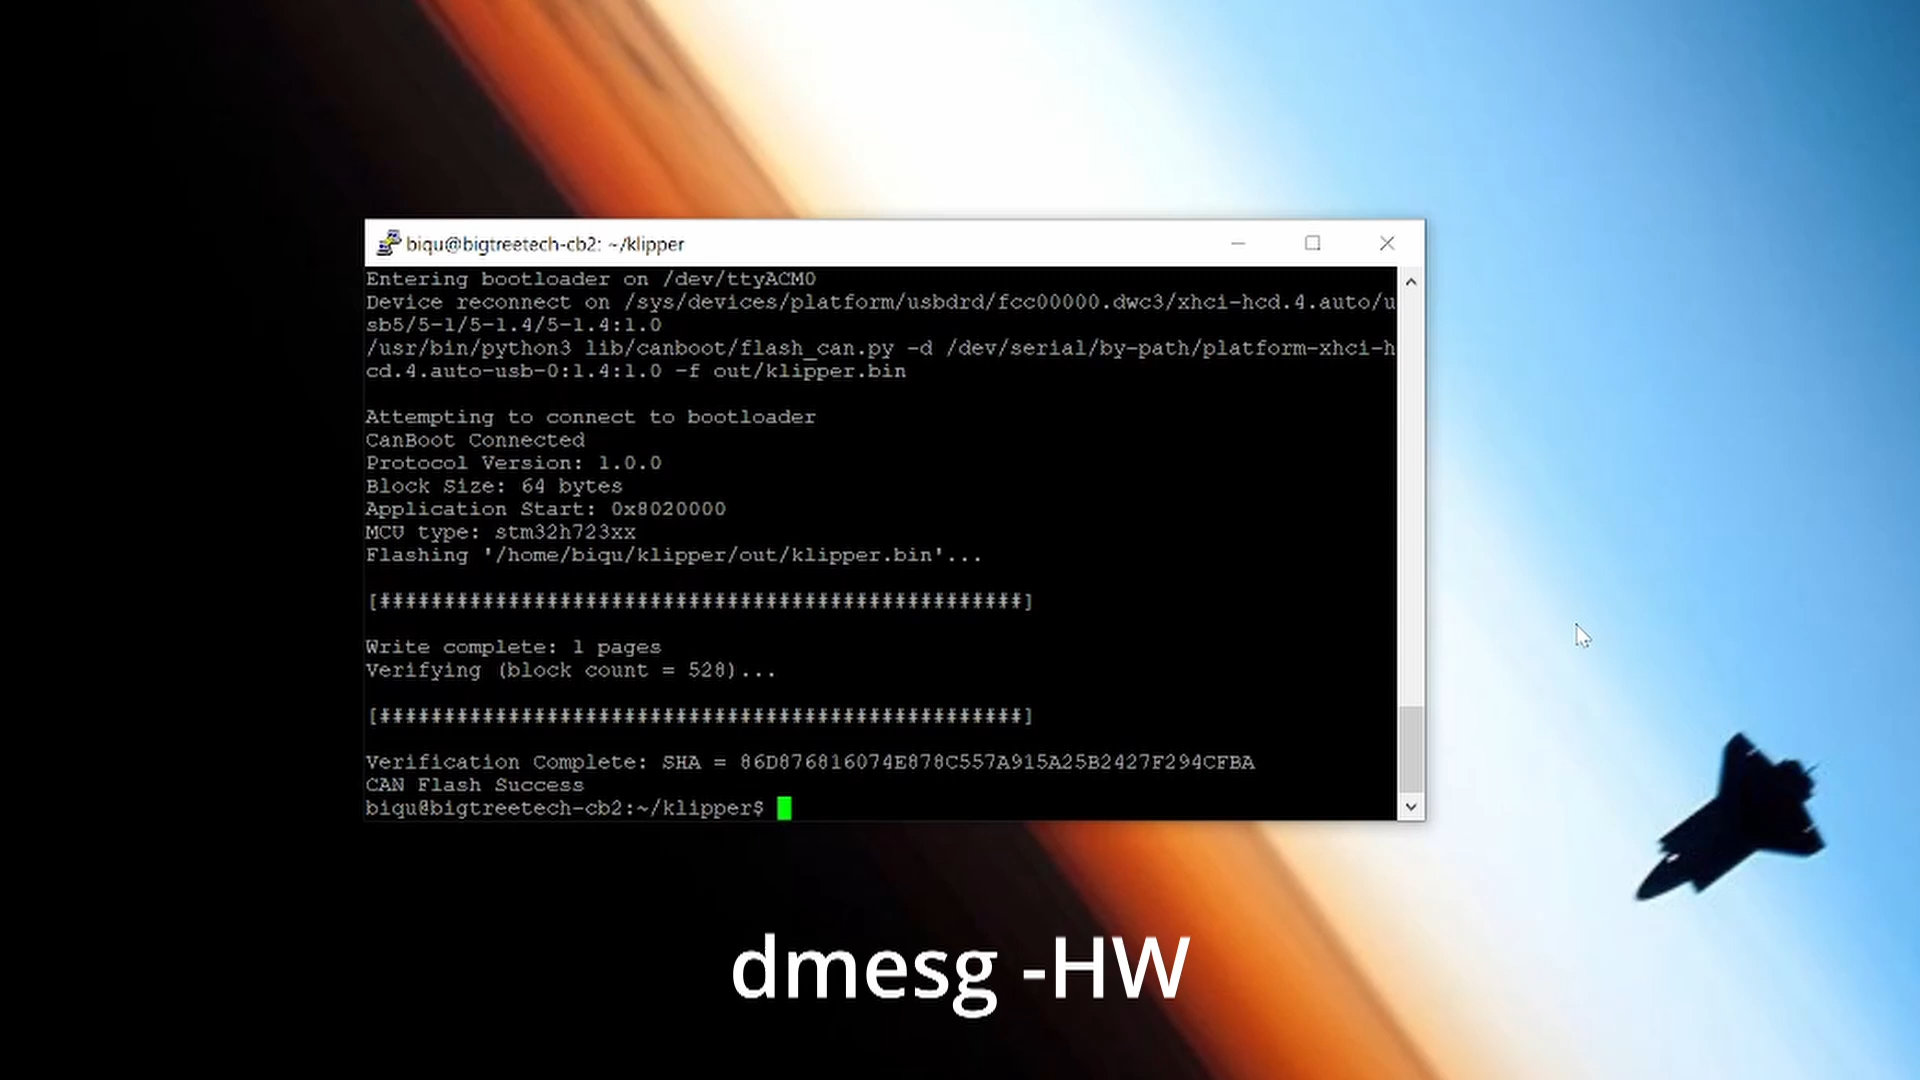 biqu@bigtreetech-cb2: ~/klipper
Entering bootloader on /dev/ttyACM0
Device reconnect on /sys/devices/platform/usbdrd/fcc00000.dwc3/xhci-hcd.4.auto/u
sb5/5-1/5-1.4/5-1.4:1.0
/usr/bin/python3 lib/canboot/flash_can.py -d /dev/serial/by-path/platform-xhci-h
cd.4.auto-usb-0:1.4:1.0 -f out/klipper.bin
Attempting to connect to bootloader
CanBoot Connected
Protocol Version: 1.0.0
Block Size: 64 bytes
Application Start: 0x8020000
MCU type: stm32h723xx
Flashing '/home/biqu/klipper/out/klipper.bin'...
[##################################################]
Write complete: 1 pages
Verifying (block count = 528)...
[##################################################]
Verification Complete: SHA = 86D876816074E878C557A915A25B2427F294CFBA
CAN Flash Success
biqu@bigtreetech-cb2:~/klipper$
dmesg -HW